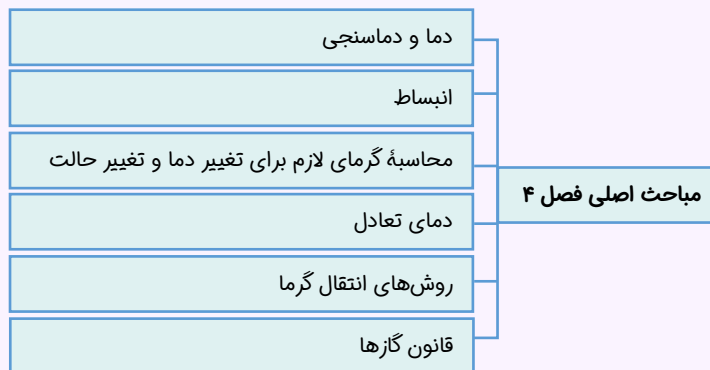 مباحث اصلی فصل ۴
دما و دماسنجی
انبساط
محاسبهٔ گرمای لازم برای تغییر دما و تغییر حالت
دمای تعادل
روش‌های انتقال گرما
قانون گازها